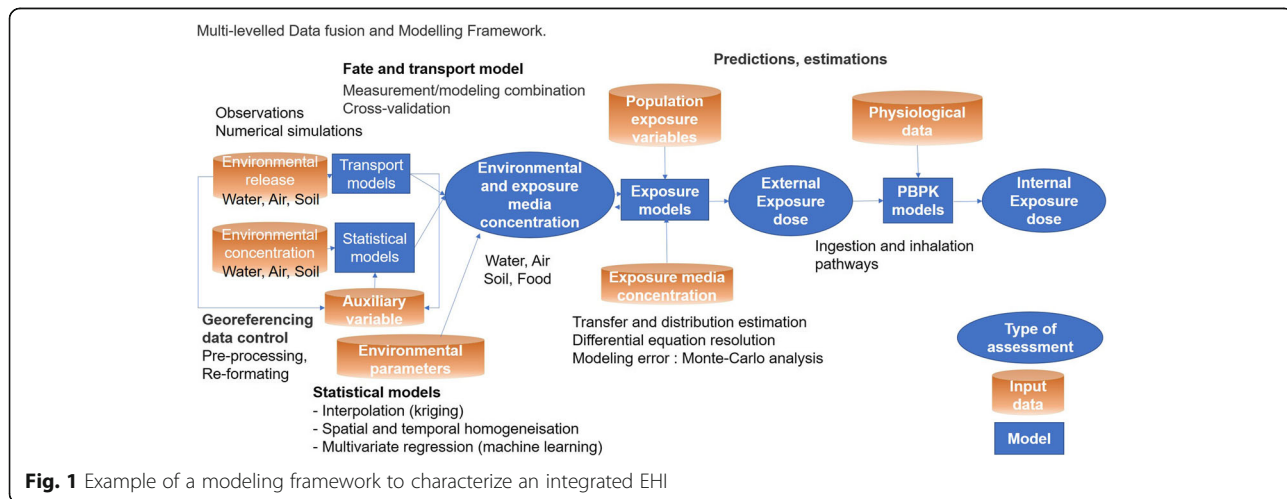 Multi-levelled Data fusion and Modelling Framework.
Predictions, estimations
Fate and transport model
Measurement/modeling combination
Cross-validation
Observations
Numerical simulations
Population
exposure
variables
Physiological
data
Environmental
release
Water, Air, Soil
Transport
models
Environmental
and exposure
media
concentration
Exposure
models
External
Exposure
dose
PBPK
models
Internal
Exposure
dose
Environmental
concentration
Water, Air, Soil
Statistical
models
Water, Air
Soil, Food
Ingestion and inhalation
pathways
Exposure media
concentration
Auxiliary
variable
Georeferencing
data control
Pre-processing,
Re-formating
Environmental
parameters
Transfer and distribution estimation
Differential equation resolution
Modeling error : Monte-Carlo analysis
Statistical models
- Interpolation (kriging)
- Spatial and temporal homogeneisation
- Multivariate regression (machine learning)
Type of
assessment
Input
data
Model
Fig. 1 Example of a modeling framework to characterize an integrated EHI